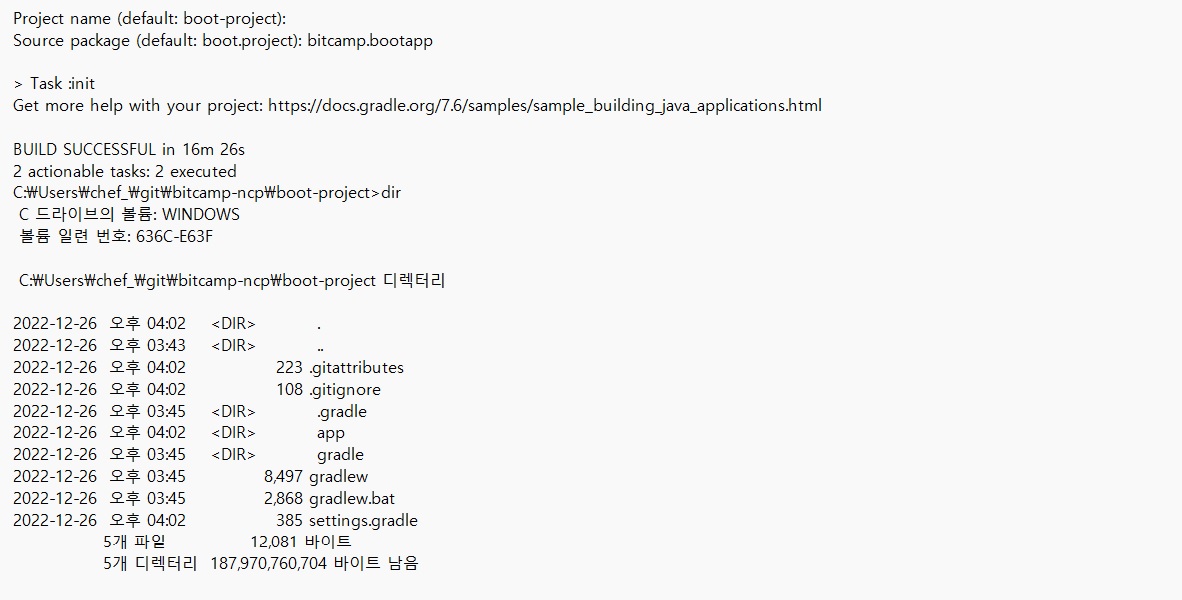 Project name (default: boot-project):
Source package (default: boot.project): bitcamp.bootapp
> Task :init
Get more help with your project: https://docs.gradle.org/7.6/samples/sample_building_java_applications.html
BUILD SUCCESSFUL in 16m 26s
2 actionable tasks: 2 executed
C:₩Users₩chef_₩git₩bitcamp-ncp₩boot-project>dir
C 드라이브의 볼륨: WINDOWS
볼륨 일련 번호: 636C-E63F
C:₩Users₩chef_₩git₩bitcamp-ncp₩boot-project 디렉터리
2022-12-26 오후 04:02 <DIR> .
2022-12-26 오후 03:43 <DIR> ..
2022-12-26 오후 04:02 223 .gitattributes
2022-12-26 오후 04:02 108 .gitignore
2022-12-26 오후 03:45 <DIR> .gradle
2022-12-26 오후 04:02 <DIR> app
2022-12-26 오후 03:45 <DIR> gradle
2022-12-26 오후 03:45 8,497 gradlew
2022-12-26 오후 03:45 2,868 gradlew.bat
2022-12-26 오후 04:02 385 settings.gradle
5개 파일 12,081 바이트
5개 디렉터리 187,970,760,704 바이트 남음